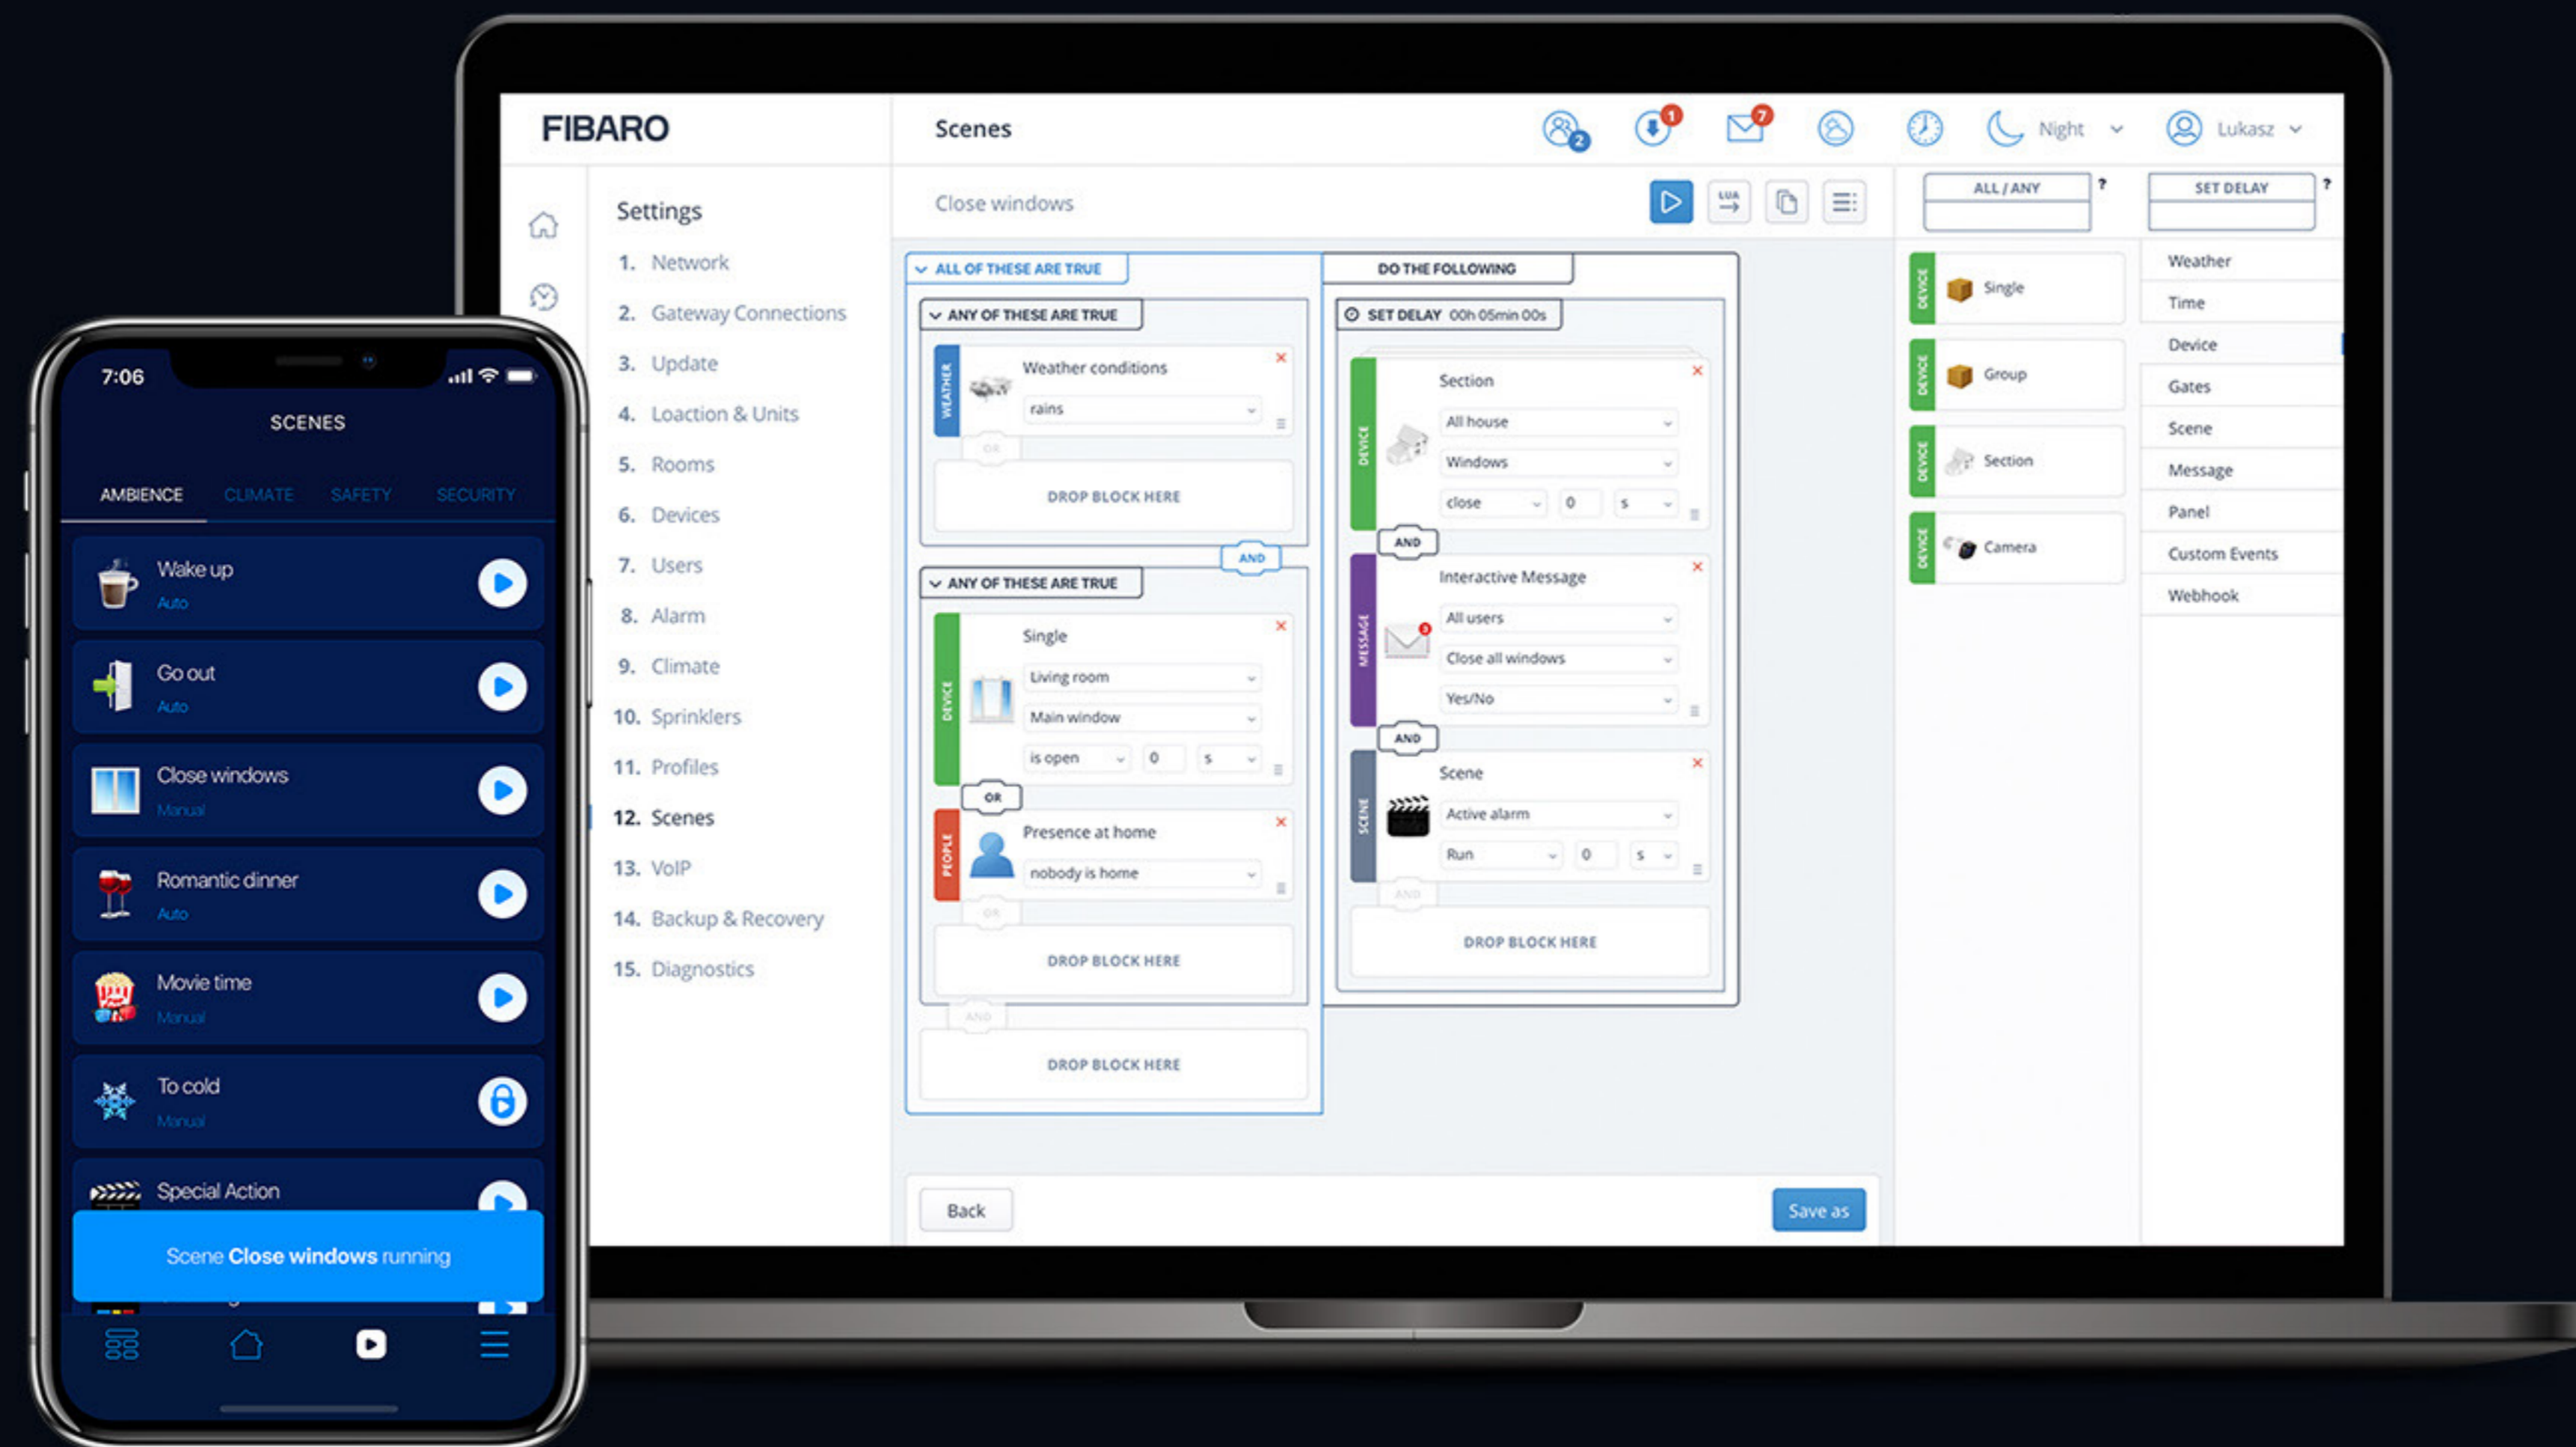 7:06
SCENES
AMBIENCE CLIMATE SAFETY SECURITY
Wake up
Auto
Go out
Auto
Close windows
Manual
Romantic dinner
Auto
Movie time
Manual
To cold
Manual
Special Action
Scene Close windows running
FIBARO
Scenes
2
1
7
Night
Lukasz
Settings
1. Network
2. Gateway Connections
3. Update
4. Loaction & Units
5. Rooms
6. Devices
7. Users
8. Alarm
9. Climate
10. Sprinklers
11. Profiles
12. Scenes
13. VoIP
14. Backup & Recovery
15. Diagnostics
Close windows
LUA
ALL OF THESE ARE TRUE
ANY OF THESE ARE TRUE
WEATHER
Weather conditions
rains
OR
DROP BLOCK HERE
AND
ANY OF THESE ARE TRUE
DEVICE
Single
Living room
Main window
is open 0 s
OR
PEOPLE
Presence at home
nobody is home
OR
DROP BLOCK HERE
AND
DROP BLOCK HERE
DO THE FOLLOWING
SET DELAY 00h 05min 00s
DEVICE
Section
All house
Windows
close 0 s
AND
MESSAGE
3
Interactive Message
All users
Close all windows
Yes/No
AND
SCENE
Scene
Active alarm
Run 0 s
AND
DROP BLOCK HERE
Back
Save as
ALL / ANY ?
SET DELAY ?
DEVICE Single
DEVICE Group
DEVICE Section
DEVICE Camera
Weather
Time
Device
Gates
Scene
Message
Panel
Custom Events
Webhook